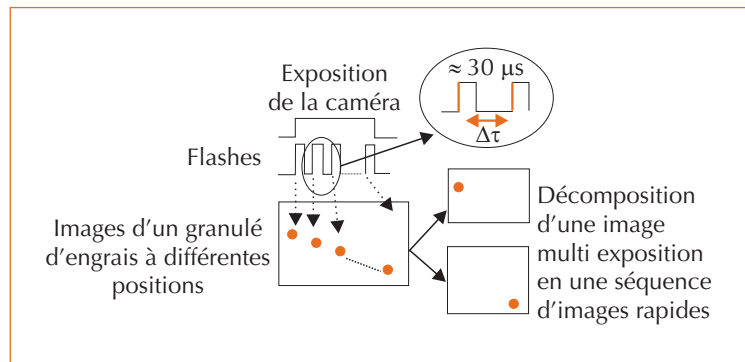 Exposition
de la caméra
≈ 30 µs
Δτ
Flashes
Images d'un granulé
d'engrais à différentes
positions
Décomposition
d'une image
multi exposition
en une séquence
d'images rapides